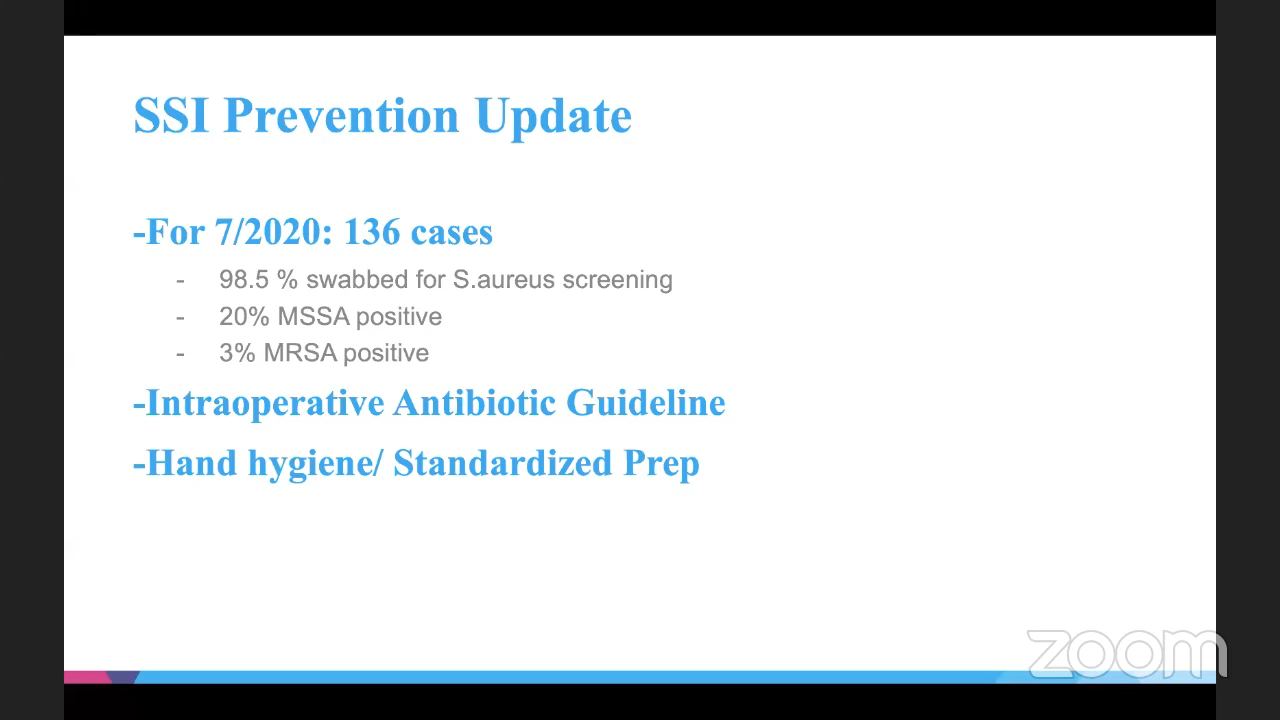 SSI Prevention Update
-For 7/2020: 136 cases
- 98.5 % swabbed for S.aureus screening
- 20% MSSA positive
- 3% MRSA positive
-Intraoperative Antibiotic Guideline
-Hand hygiene/ Standardized Prep
zoom